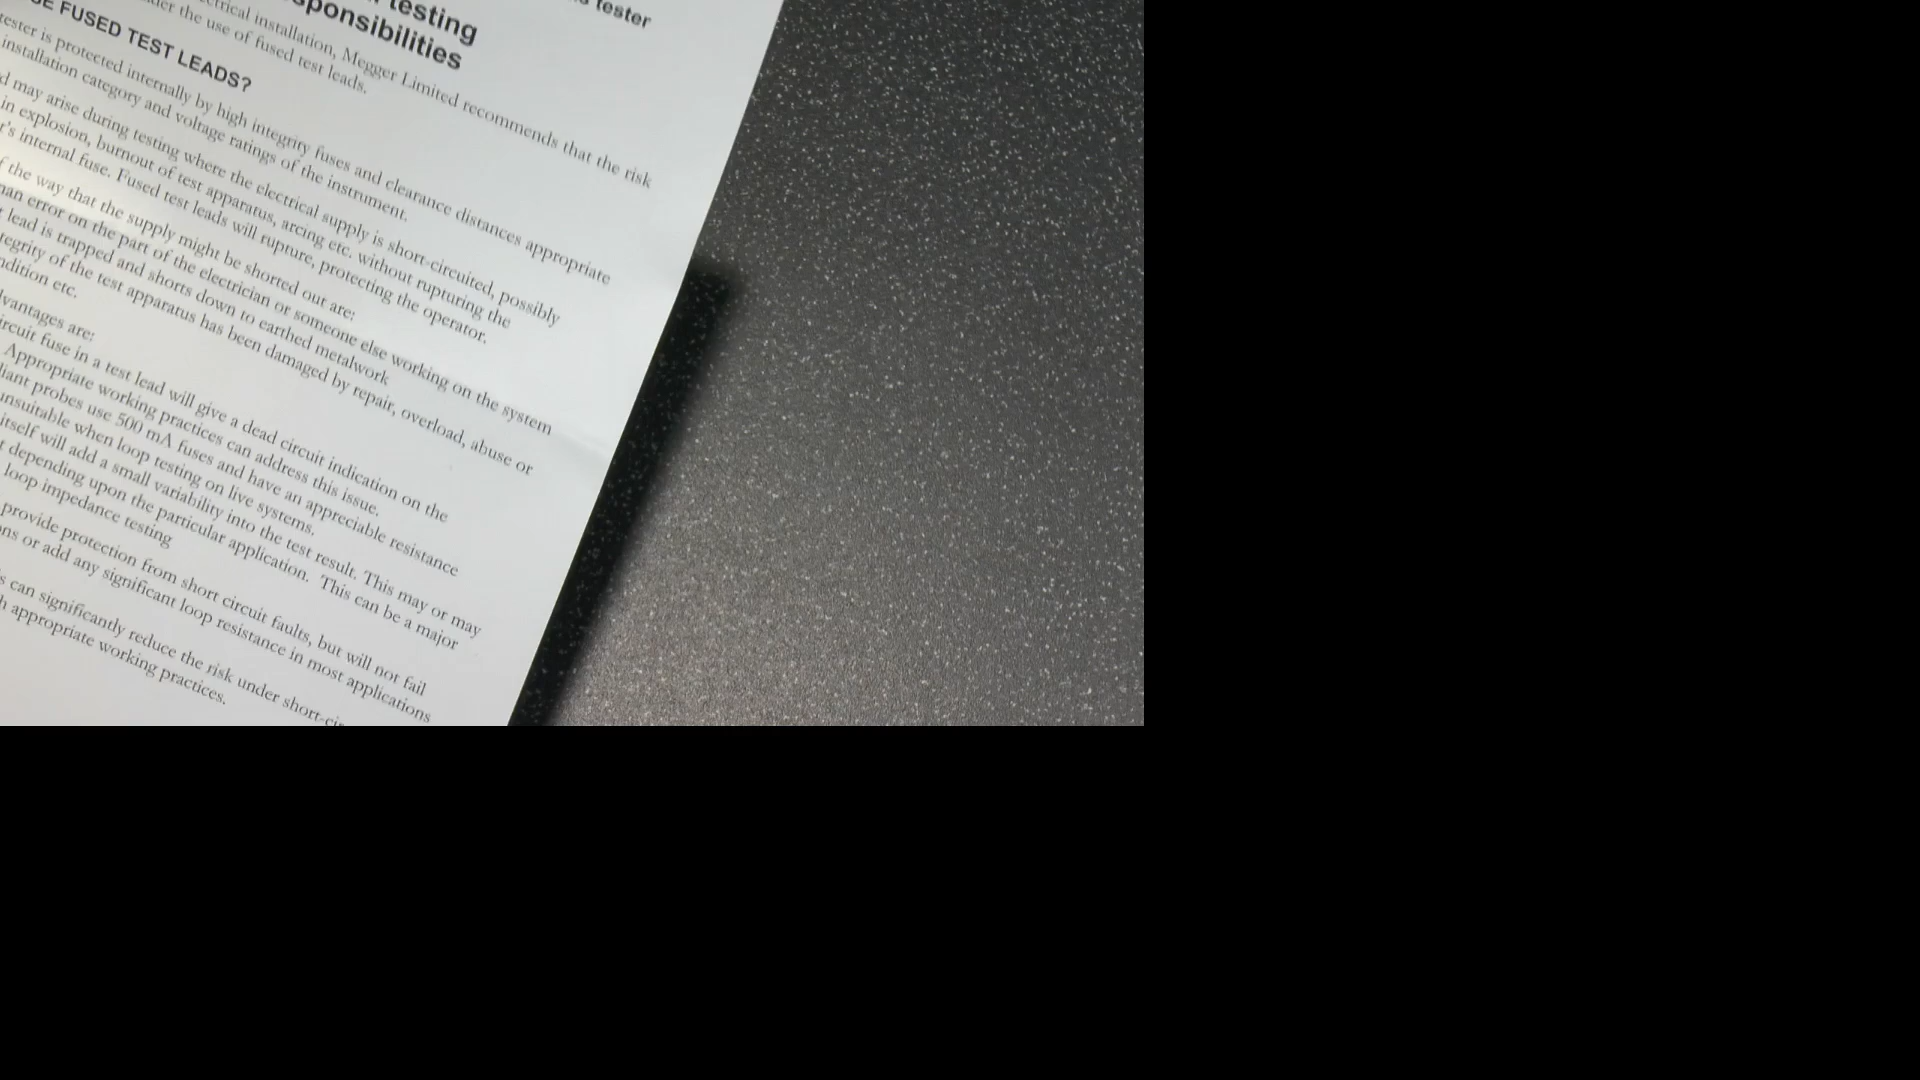 tester
testing
ponsibilities
ctrical installation, Megger Limited recommends that the risk
der the use of fused test leads.
SE FUSED TEST LEADS?
tester is protected internally by high integrity fuses and clearance distances appropriate
installation category and voltage ratings of the instrument.
d may arise during testing where the electrical supply is short-circuited, possibly
in explosion, burnout of test apparatus, arcing etc. without rupturing the
r's internal fuse. Fused test leads will rupture, protecting the operator.
f the way that the supply might be shorted out are:
man error on the part of the electrician or someone else working on the system
t lead is trapped and shorts down to earthed metalwork
tegrity of the test apparatus has been damaged by repair, overload, abuse or
ndition etc.
dvantages are:
ircuit fuse in a test lead will give a dead circuit indication on the
Appropriate working practices can address this issue.
liant probes use 500 mA fuses and have an appreciable resistance
unsuitable when loop testing on live systems.
itself will add a small variability into the test result. This may or may
t depending upon the particular application. This can be a major
loop impedance testing
provide protection from short circuit faults, but will not fail
ns or add any significant loop resistance in most applications
s can significantly reduce the risk under short-cir
h appropriate working practices.